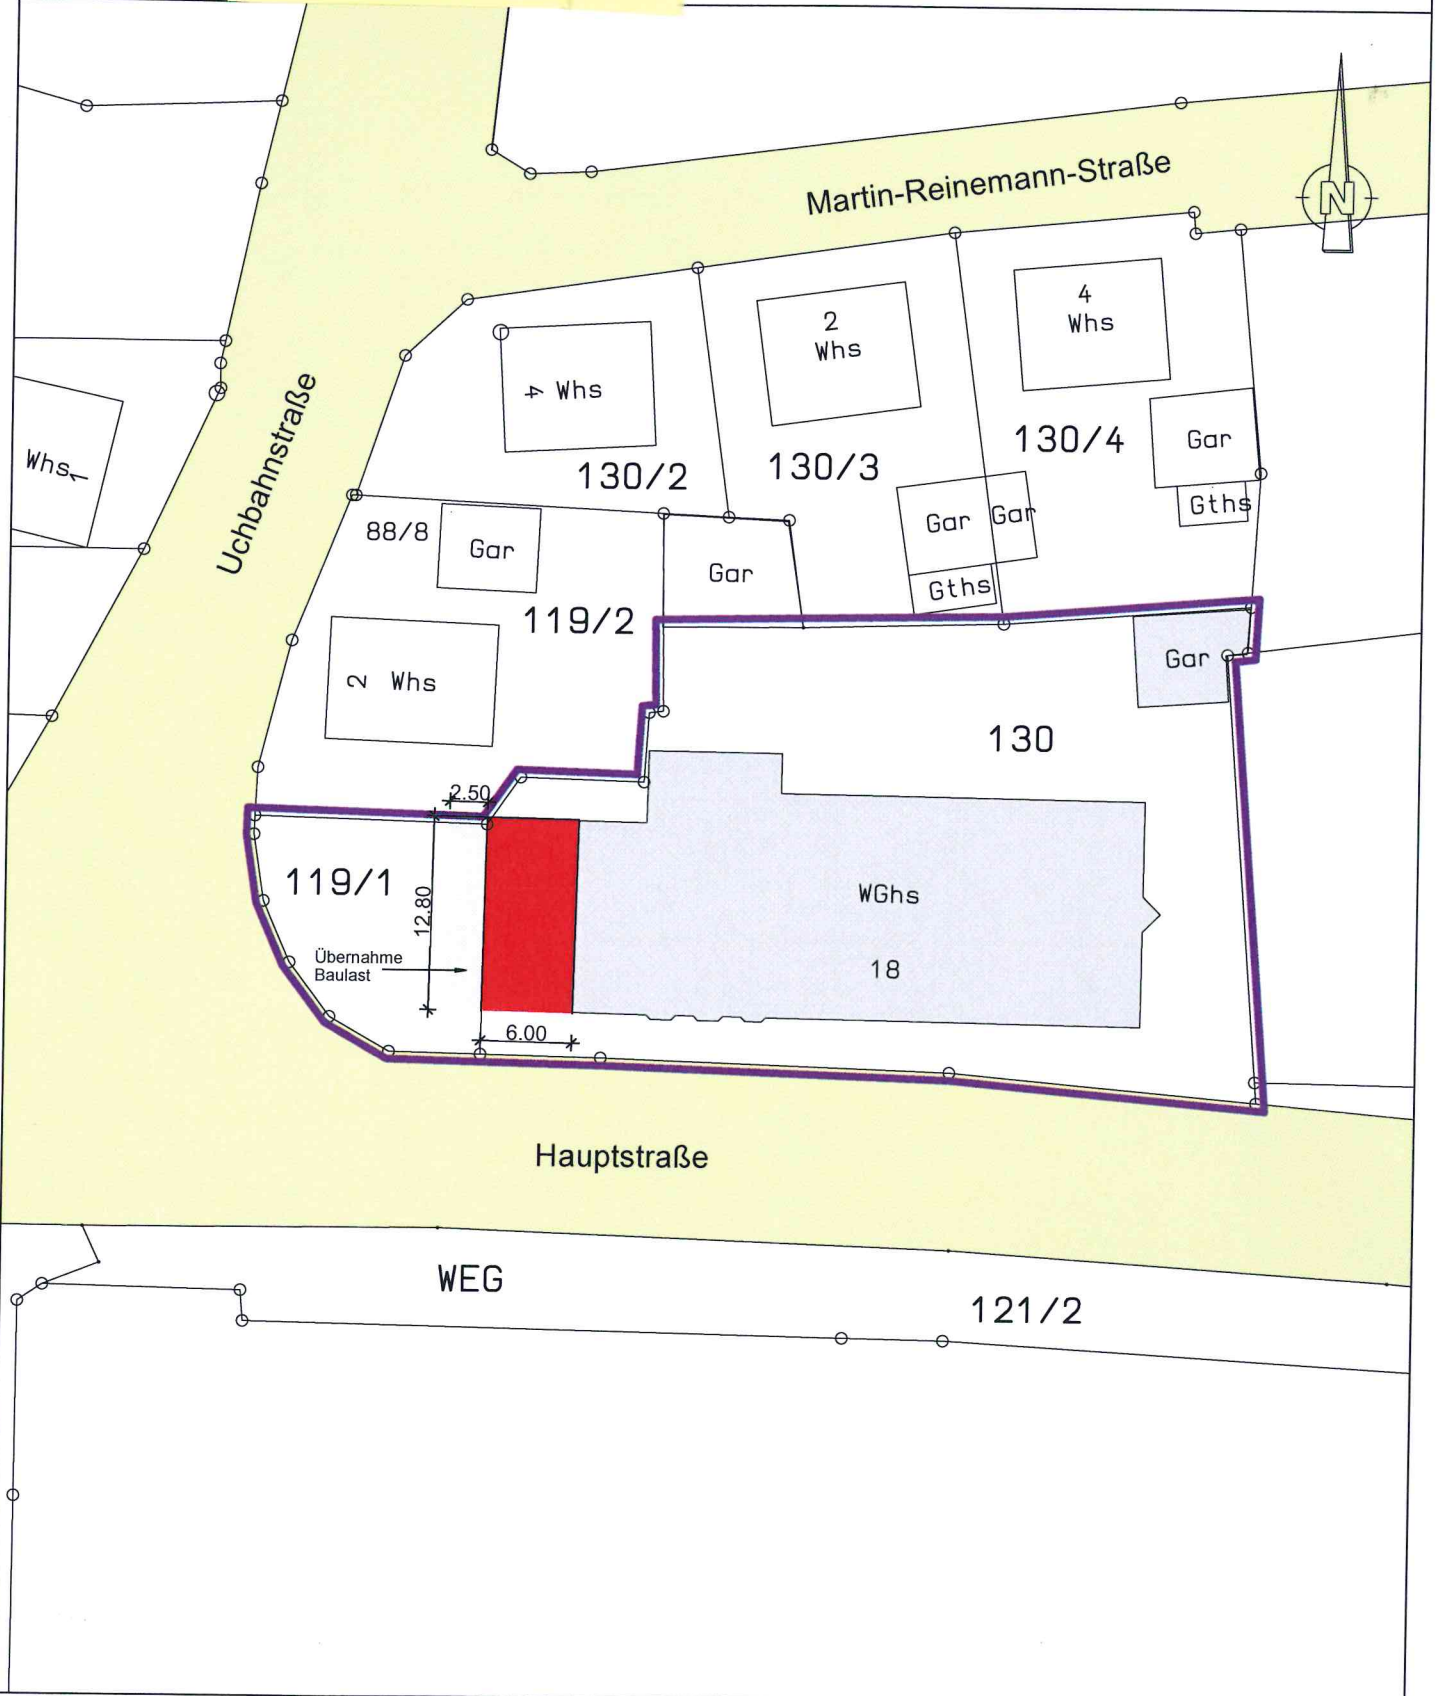 Martin-Reinemann-Straße
N
4
Whs
2
Whs
4
Whs
Uchbahnstraße
130/4
Gar
130/3
130/2
Whs
1
Gths
Gar
Gar
88/8
Gar
Gar
Gths
119/2
Gar
2
Whs
130
2.50
119/1
12.80
WGhs
Übernahme
Baulast
18
6.00
Hauptstraße
WEG
121/2